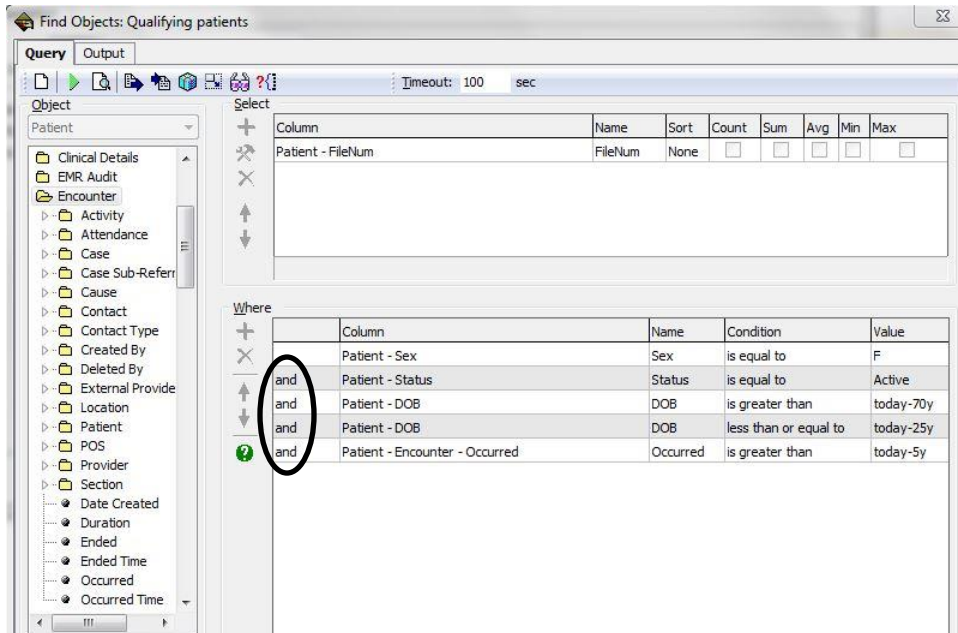 Find Objects: Qualifying patients
Query Output
?{}
Timeout: 100 sec
Object
Patient
Clinical Details
EMR Audit
Encounter
Activity
Attendance
Case
Case Sub-Referr
Cause
Contact
Contact Type
Created By
Deleted By
External Provide
Location
Patient
POS
Provider
Section
Date Created
Duration
Ended
Ended Time
Occurred
Occurred Time
Select
Column Name Sort Count Sum Avg Min Max
Patient - FileNum FileNum None
Where
Column Name Condition Value
Patient - Sex Sex is equal to F
and Patient - Status Status is equal to Active
and Patient - DOB DOB is greater than today-70y
and Patient - DOB DOB less than or equal to today-25y
and Patient - Encounter - Occurred Occurred is greater than today-5y